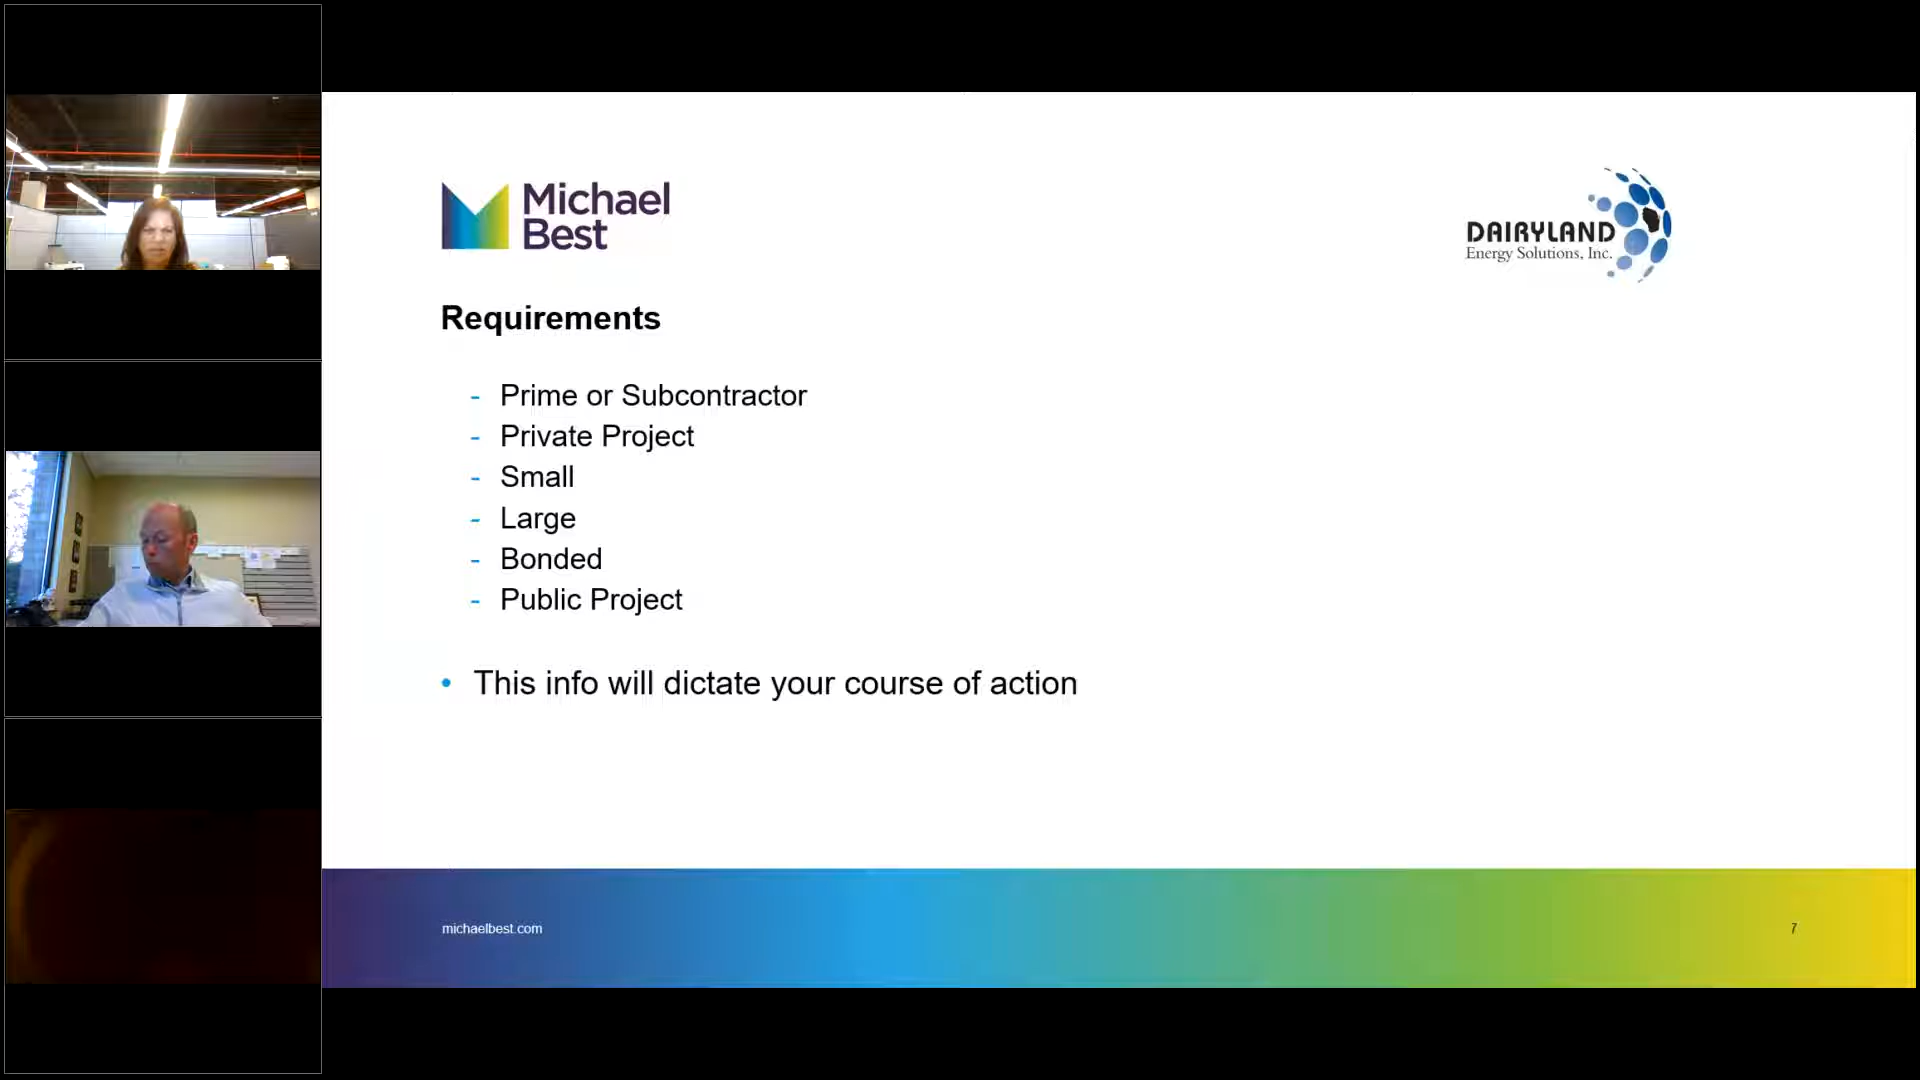 Michael
Best
DAIRYLAND
Energy Solutions, Inc.
Requirements
- Prime or Subcontractor
- Private Project
- Small
- Large
- Bonded
- Public Project
• This info will dictate your course of action
michaelbest.com
7